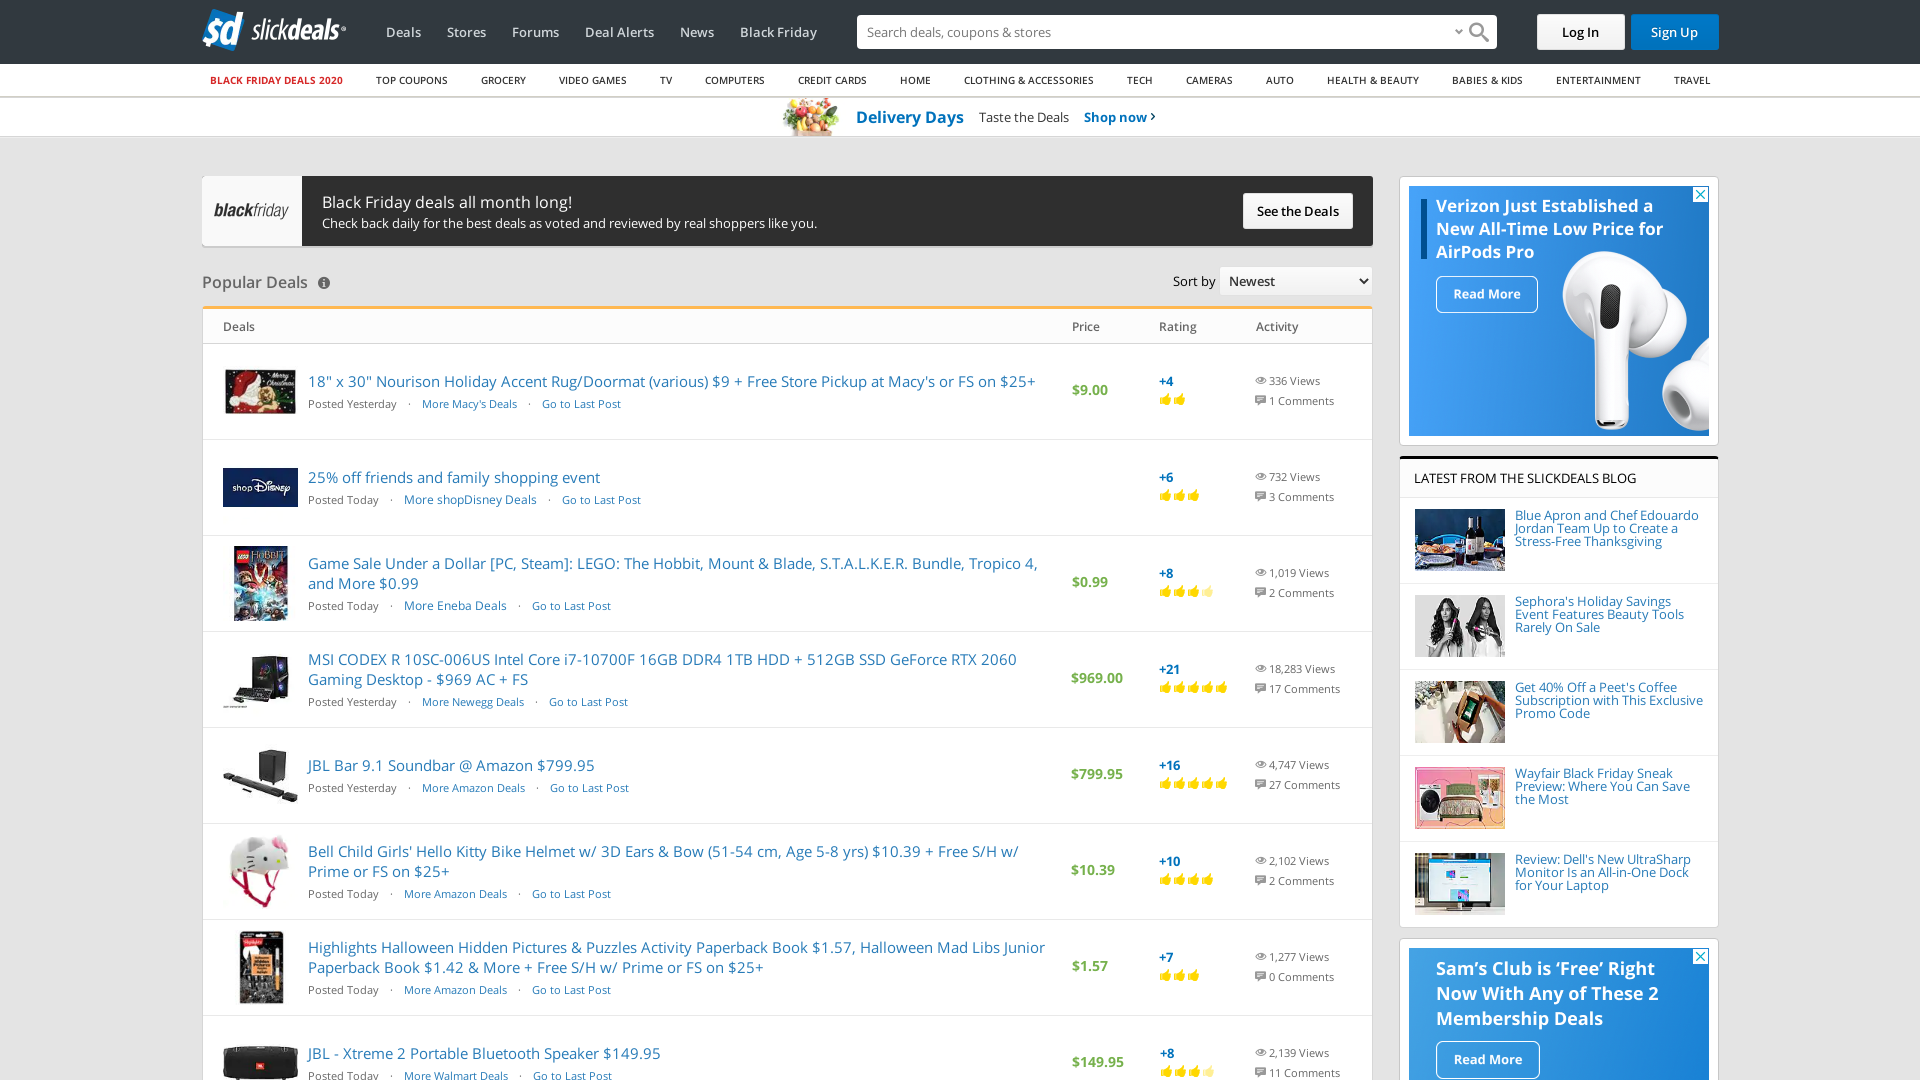 slickdeals
Deals Stores Forums Deal Alerts News Black Friday
Search deals, coupons & stores
Log In Sign Up
BLACK FRIDAY DEALS 2020 TOP COUPONS GROCERY VIDEO GAMES TV COMPUTERS CREDIT CARDS HOME CLOTHING & ACCESSORIES TECH CAMERAS AUTO HEALTH & BEAUTY BABIES & KIDS ENTERTAINMENT TRAVEL
Delivery Days Taste the Deals Shop now
blackfriday
Black Friday deals all month long!
Check back daily for the best deals as voted and reviewed by real shoppers like you.
See the Deals
Popular Deals
Sort by Newest
Deals Price Rating Activity
Merry Christmas
18" x 30" Nourison Holiday Accent Rug/Doormat (various) $9 + Free Store Pickup at Macy's or FS on $25+
Posted Yesterday · More Macy's Deals · Go to Last Post
$9.00
+4
336 Views
1 Comments
shop Disney
25% off friends and family shopping event
Posted Today · More shopDisney Deals · Go to Last Post
+6
732 Views
3 Comments
LEGO HOBBIT
Game Sale Under a Dollar [PC, Steam]: LEGO: The Hobbit, Mount & Blade, S.T.A.L.K.E.R. Bundle, Tropico 4,
and More $0.99
Posted Today · More Eneba Deals · Go to Last Post
$0.99
+8
1,019 Views
2 Comments
MSI CODEX R 10SC-006US Intel Core i7-10700F 16GB DDR4 1TB HDD + 512GB SSD GeForce RTX 2060
Gaming Desktop - $969 AC + FS
Posted Yesterday · More Newegg Deals · Go to Last Post
$969.00
+21
18,283 Views
17 Comments
JBL Bar 9.1 Soundbar @ Amazon $799.95
Posted Yesterday · More Amazon Deals · Go to Last Post
$799.95
+16
4,747 Views
27 Comments
Bell Child Girls' Hello Kitty Bike Helmet w/ 3D Ears & Bow (51-54 cm, Age 5-8 yrs) $10.39 + Free S/H w/
Prime or FS on $25+
Posted Today · More Amazon Deals · Go to Last Post
$10.39
+10
2,102 Views
2 Comments
Highlights
Highlights Halloween Hidden Pictures & Puzzles Activity Paperback Book $1.57, Halloween Mad Libs Junior
Paperback Book $1.42 & More + Free S/H w/ Prime or FS on $25+
Posted Today · More Amazon Deals · Go to Last Post
$1.57
+7
1,277 Views
0 Comments
JBL - Xtreme 2 Portable Bluetooth Speaker $149.95
Posted Today · More Walmart Deals · Go to Last Post
$149.95
+8
2,139 Views
11 Comments
Verizon Just Established a
New All-Time Low Price for
AirPods Pro
Read More
LATEST FROM THE SLICKDEALS BLOG
Blue Apron and Chef Edouardo
Jordan Team Up to Create a
Stress-Free Thanksgiving
Sephora's Holiday Savings
Event Features Beauty Tools
Rarely On Sale
Get 40% Off a Peet's Coffee
Subscription with This Exclusive
Promo Code
Wayfair Black Friday Sneak
Preview: Where You Can Save
the Most
Review: Dell's New UltraSharp
Monitor Is an All-in-One Dock
for Your Laptop
Sam's Club is ‘Free’ Right
Now With Any of These 2
Membership Deals
Read More